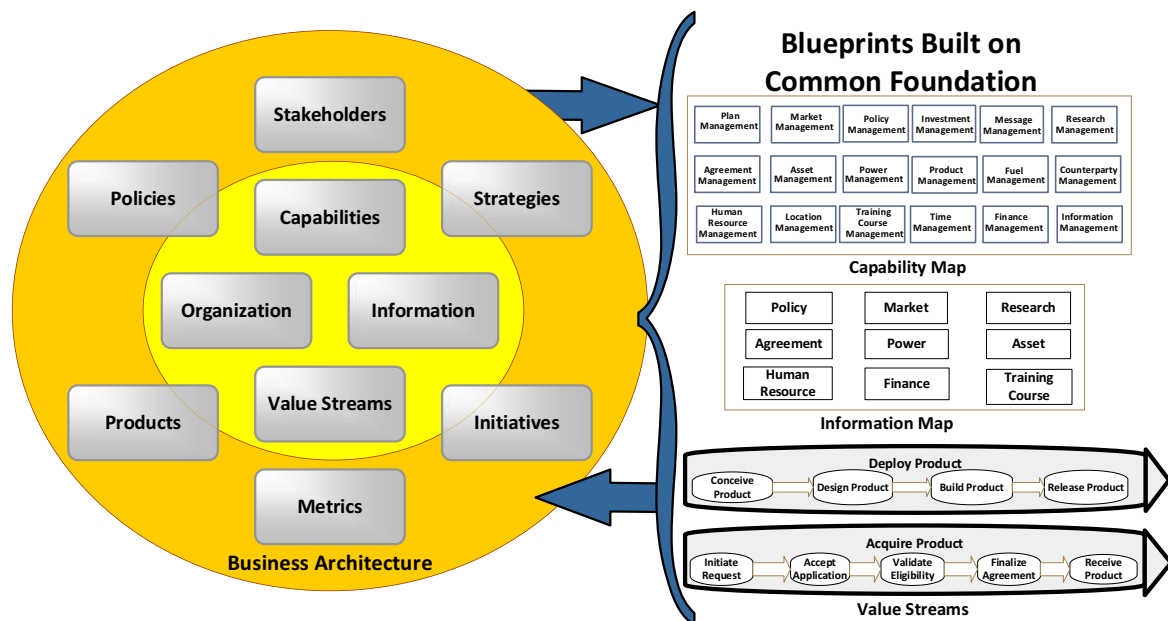 Stakeholders
Policies
Strategies
Capabilities
Organization
Information
Value Streams
Products
Initiatives
Metrics
Business Architecture
Blueprints Built on
Common Foundation
Plan
Management
Market
Management
Policy
Management
Investment
Management
Message
Management
Research
Management
Agreement
Management
Asset
Management
Power
Management
Product
Management
Fuel
Management
Counterparty
Management
Human
Resource
Management
Location
Management
Training
Course
Management
Time
Management
Finance
Management
Information
Management
Capability Map
Policy
Market
Research
Agreement
Power
Asset
Human
Resource
Finance
Training
Course
Information Map
Deploy Product
Conceive
Product
Design Product
Build Product
Release Product
Acquire Product
Initiate
Request
Accept
Application
Validate
Eligibility
Finalize
Agreement
Receive
Product
Value Streams